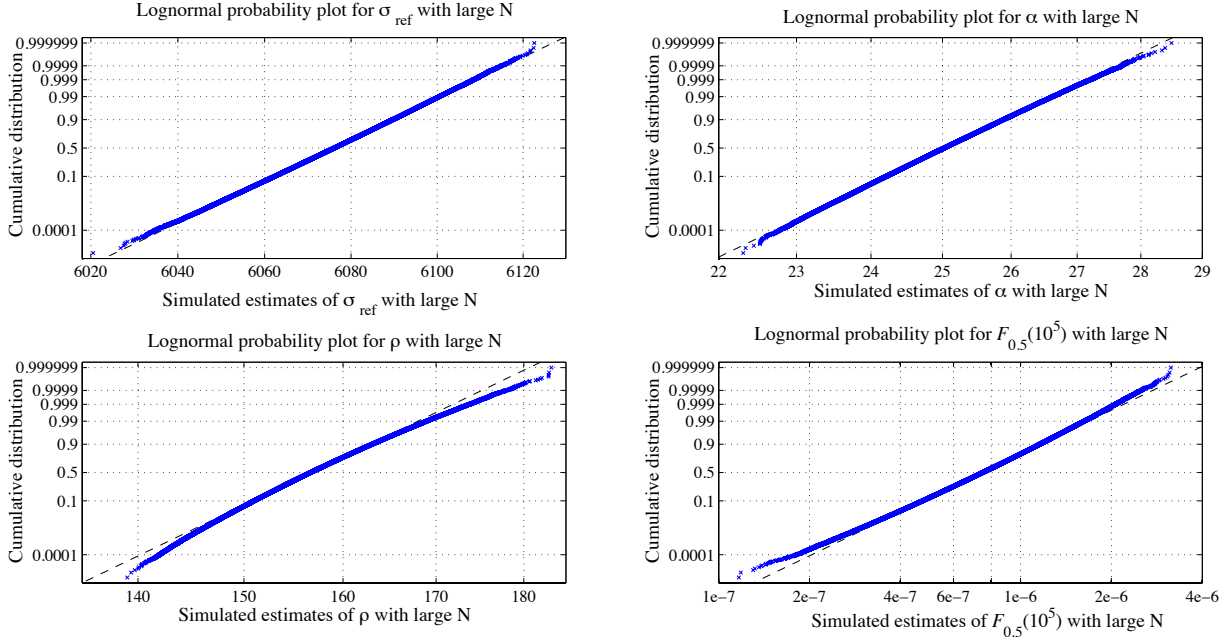 Lognormal probability plot for σ ref with large N
Cumulative distribution
0.999999
0.9999
0.999
0.99
0.9
0.5
0.1
0.0001
6020 6040 6060 6080 6100 6120
Simulated estimates of σ ref with large N
Lognormal probability plot for α with large N
Cumulative distribution
0.999999
0.9999
0.999
0.99
0.9
0.5
0.1
0.0001
22 23 24 25 26 27 28 29
Simulated estimates of α with large N
Lognormal probability plot for ρ with large N
Cumulative distribution
0.999999
0.99999
0.999
0.99
0.9
0.5
0.1
0.0001
140 150 160 170 180
Simulated estimates of ρ with large N
Lognormal probability plot for F0.5(10^5) with large N
Cumulative distribution
0.999999
0.99999
0.999
0.99
0.9
0.5
0.1
0.0001
1e−7 2e−7 4e−7 6e−7 1e−6 2e−6 4e−6
Simulated estimates of F0.5(10^5) with large N